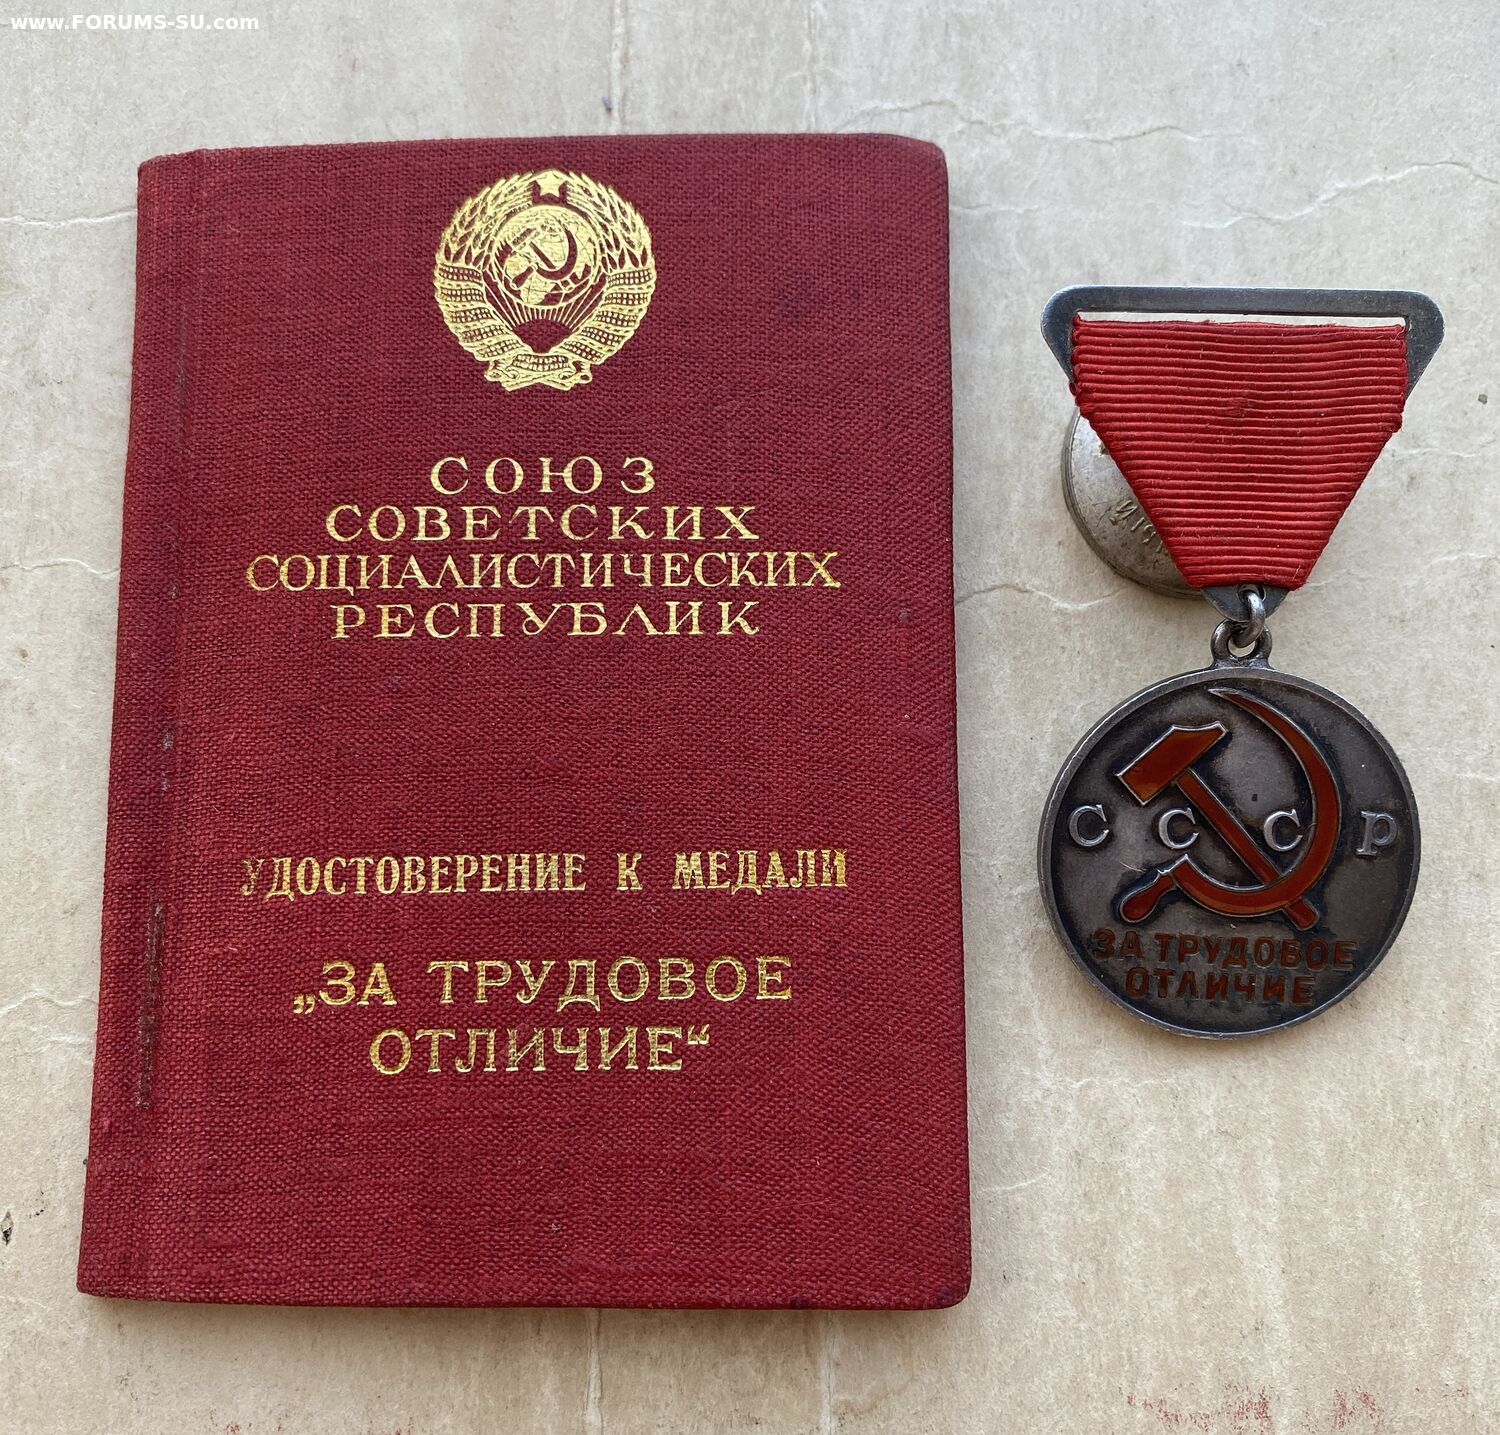 www.FORUMS-SU.com
СОЮЗ
СОВЕТСКИХ
СОЦИАЛИСТИЧЕСКИХ
РЕСПУБЛИК
УДОСТОВЕРЕНИЕ К МЕДАЛИ
„ЗА ТРУДОВОЕ
ОТЛИЧИЕ“
СССР
ЗА ТРУДОВОЕ
ОТЛИЧИЕ